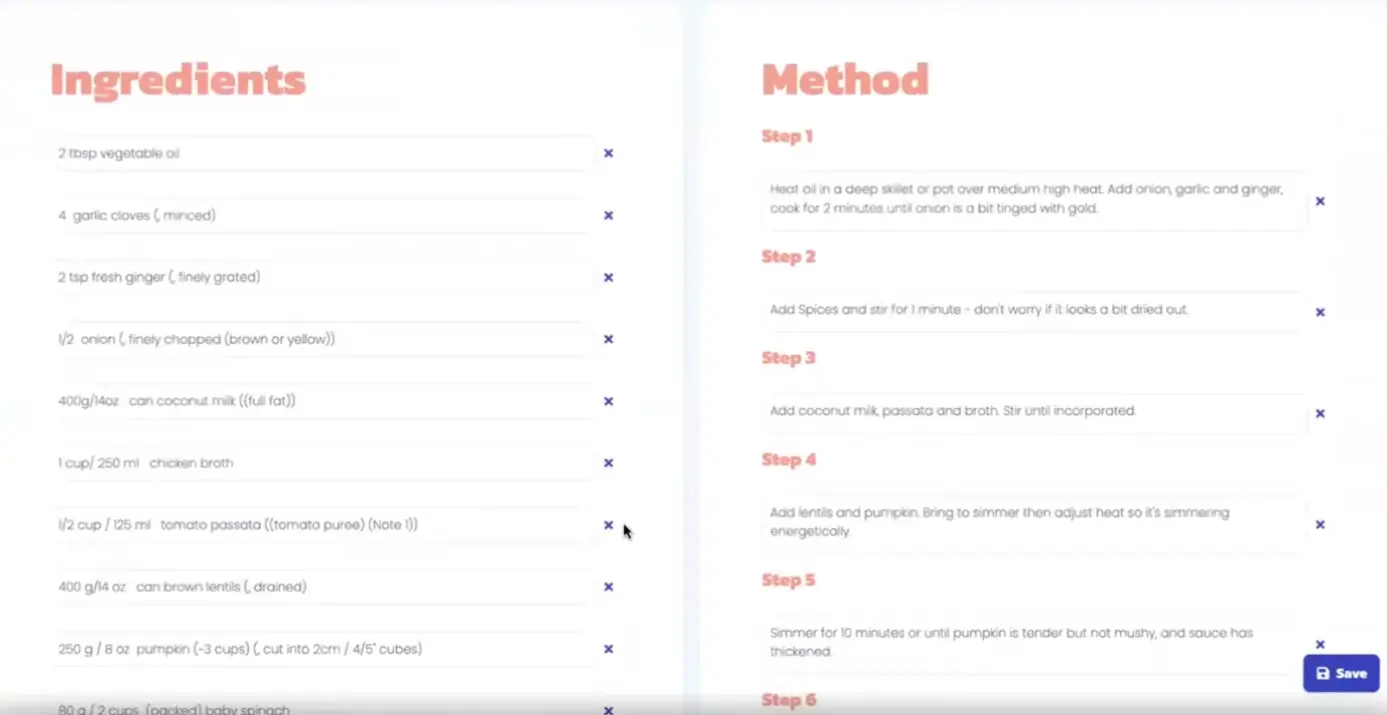 Ingredients
2 tbsp vegetable oil
4 garlic cloves (, minced)
2 tsp fresh ginger (, finely grated)
1/2 onion (, finely chopped (brown or yellow))
400g/14oz can coconut milk ((full fat))
1 cup/ 250 ml chicken broth
1/2 cup / 125 ml tomato passata ((tomato puree) (Note 1))
400 g/14 oz can brown lentils (, drained)
250 g / 8 oz pumpkin (~3 cups) (, cut into 2cm / 4/5" cubes)
80 g / 2 cups (packed) baby spinach
Method
Step 1
Heat oil in a deep skillet or pot over medium high heat. Add onion, garlic and ginger,
cook for 2 minutes until onion is a bit tinged with gold.
Step 2
Add Spices and stir for 1 minute - don't worry if it looks a bit dried out.
Step 3
Add coconut milk, passata and broth. Stir until incorporated.
Step 4
Add lentils and pumpkin. Bring to simmer then adjust heat so it's simmering
energetically.
Step 5
Simmer for 10 minutes or until pumpkin is tender but not mushy, and sauce has
thickened.
Step 6
Save